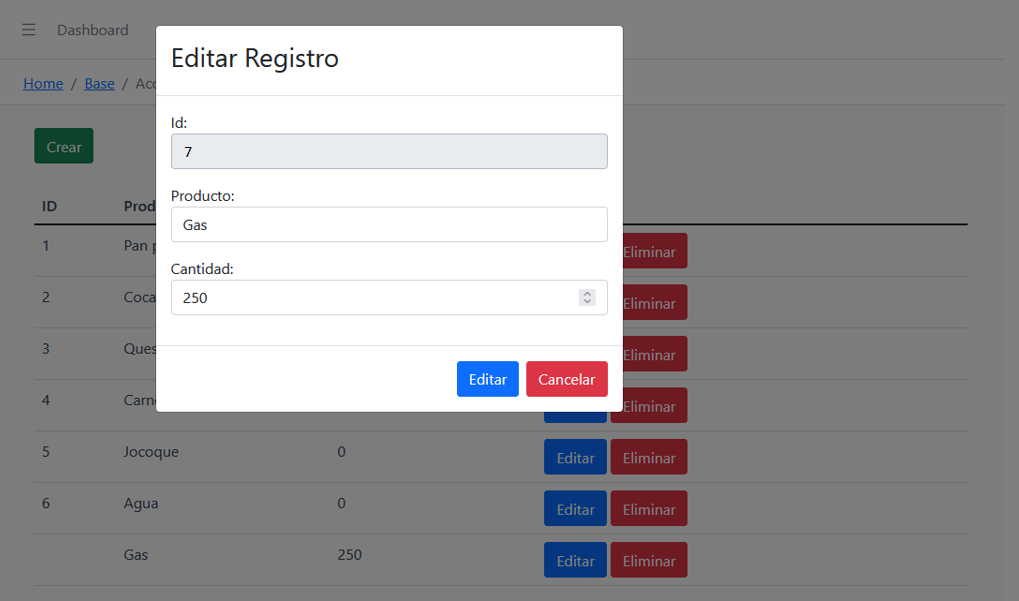 ☰ Dashboard
Home / Base / Acc
Crear
Editar Registro
Id:
7
Producto:
Gas
Cantidad:
250
Editar Cancelar
ID Prod
1 Pan Eliminar
2 Coca Eliminar
3 Ques Eliminar
4 Carn Eliminar
5 Jocoque 0 Editar Eliminar
6 Agua 0 Editar Eliminar
Gas 250 Editar Eliminar